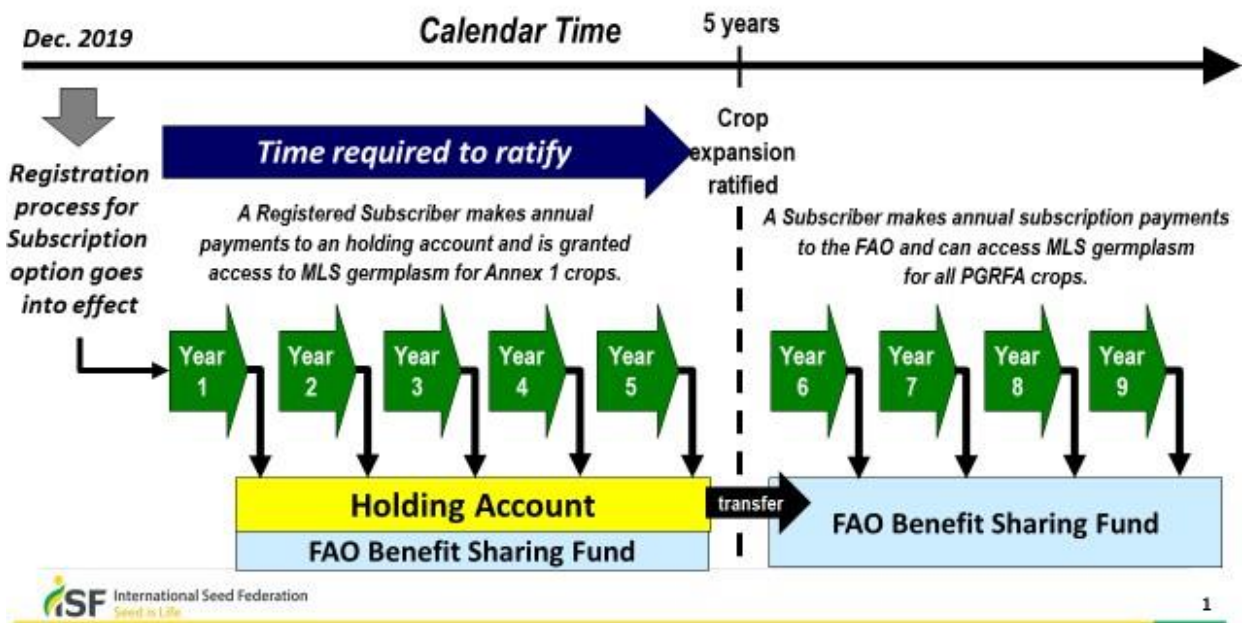 Dec. 2019
Calendar Time
5 years
Time required to ratify
Crop
expansion
ratified
Registration
process for
Subscription
option goes
into effect
A Registered Subscriber makes annual
payments to an holding account and is granted
access to MLS germplasm for Annex 1 crops.
A Subscriber makes annual subscription payments
to the FAO and can access MLS germplasm
for all PGRFA crops.
Year
1
Year
2
Year
3
Year
4
Year
5
Year
6
Year
7
Year
8
Year
9
Holding Account
FAO Benefit Sharing Fund
transfer
FAO Benefit Sharing Fund
iSF International Seed Federation
Seed is Life
1